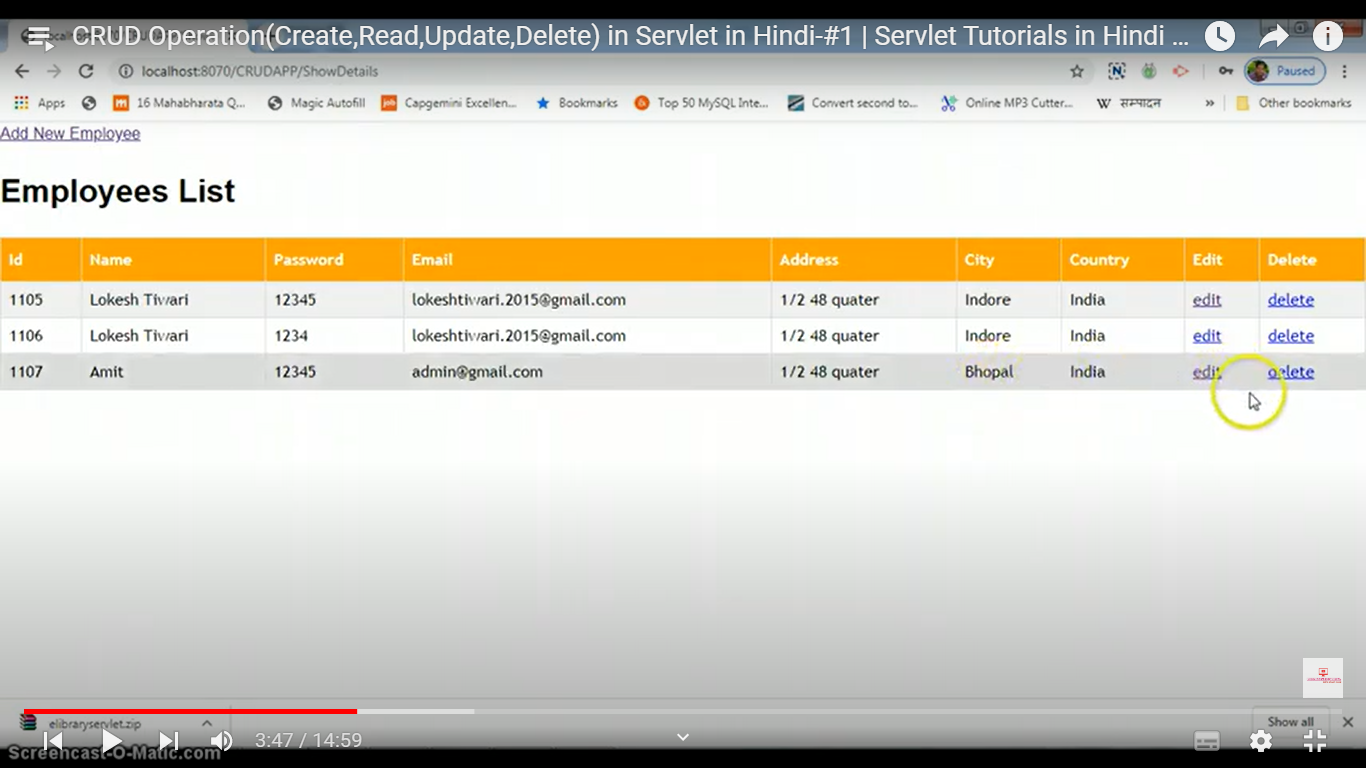 CRUD Operation(Create,Read,Update,Delete) in Servlet in Hindi-#1 | Servlet Tutorials in Hindi ...
localhost:8070/CRUDAPP/ShowDetails Paused
Apps 16 Mahabharata Q... Magic Autofill Capgemini Excellen... Bookmarks Top 50 MySQL Inte... Convert second to... Online MP3 Cutter... W सम्पादन » Other bookmarks
Add New Employee
Employees List
Id Name Password Email Address City Country Edit Delete
1105 Lokesh Tiwari 12345 lokeshtiwari.2015@gmail.com 1/2 48 quater Indore India edit delete
1106 Lokesh Tiwari 1234 lokeshtiwari.2015@gmail.com 1/2 48 quater Indore India edit delete
1107 Amit 12345 admin@gmail.com 1/2 48 quater Bhopal India edit delete
elibraryservlet.zip Show all
3:47 / 14:59
Screencast-O-Matic.com